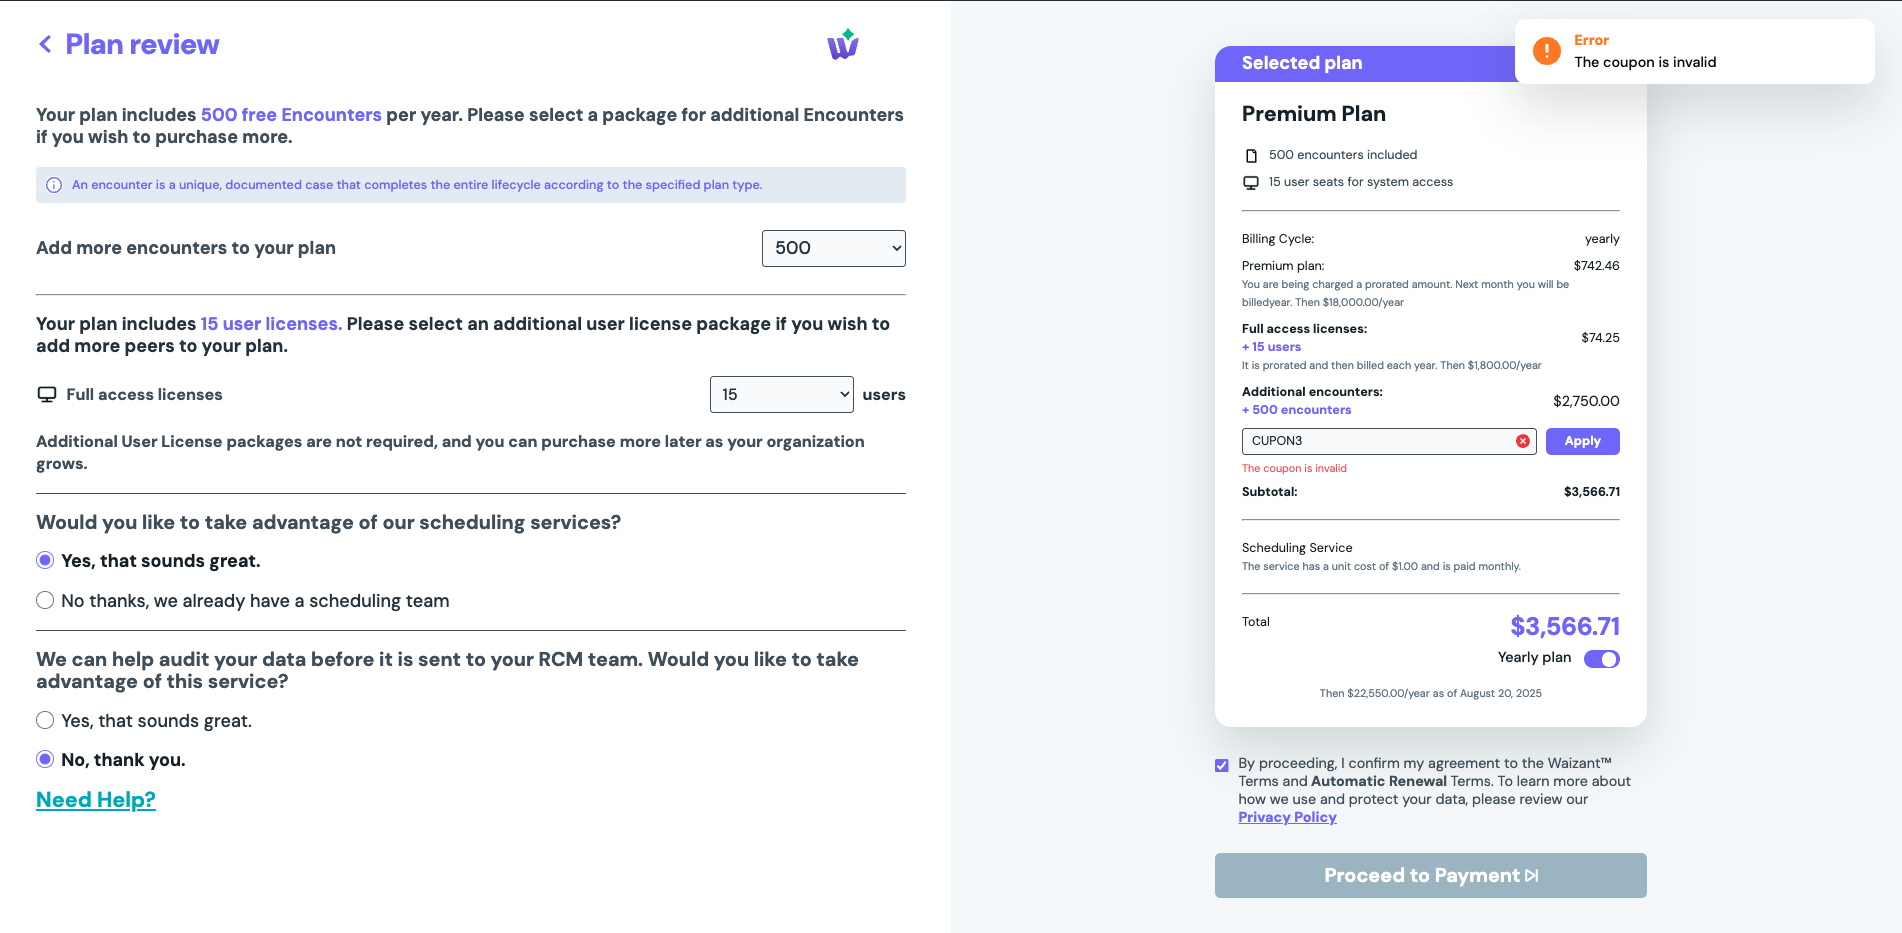 Plan review
Your plan includes 500 free Encounters per year. Please select a package for additional Encounters
if you wish to purchase more.
An encounter is a unique, documented case that completes the entire lifecycle according to the specified plan type.
Add more encounters to your plan
500
Your plan includes 15 user licenses. Please select an additional user license package if you wish to
add more peers to your plan.
Full access licenses
15
users
Additional User License packages are not required, and you can purchase more later as your organization
grows.
Would you like to take advantage of our scheduling services?
Yes, that sounds great.
No thanks, we already have a scheduling team
We can help audit your data before it is sent to your RCM team. Would you like to take
advantage of this service?
Yes, that sounds great.
No, thank you.
Need Help?
Error
The coupon is invalid
Selected plan
Premium Plan
500 encounters included
15 user seats for system access
Billing Cycle:
yearly
Premium plan:
$742.46
You are being charged a prorated amount. Next month you will be
billedyear. Then $18,000.00/year
Full access licenses:
+ 15 users
$74.25
It is prorated and then billed each year. Then $1,800.00/year
Additional encounters:
+ 500 encounters
$2,750.00
CUPON3
Apply
The coupon is invalid
Subtotal:
$3,566.71
Scheduling Service
The service has a unit cost of $1.00 and is paid monthly.
Total
$3,566.71
Yearly plan
Then $22,550.00/year as of August 20, 2025
By proceeding, I confirm my agreement to the Waizant™
Terms and Automatic Renewal Terms. To learn more about
how we use and protect your data, please review our
Privacy Policy
Proceed to Payment